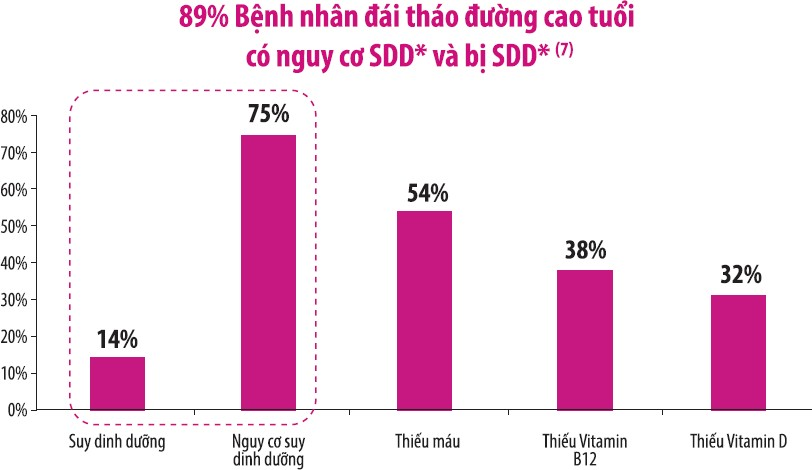 89% Bệnh nhân đái tháo đường cao tuổi
có nguy cơ SDD* và bị SDD* (7)
80%
70%
60%
50%
40%
30%
20%
10%
0%
14%
75%
54%
38%
32%
Suy dinh dưỡng
Nguy cơ suy
dinh dưỡng
Thiếu máu
Thiếu Vitamin
B12
Thiếu Vitamin D